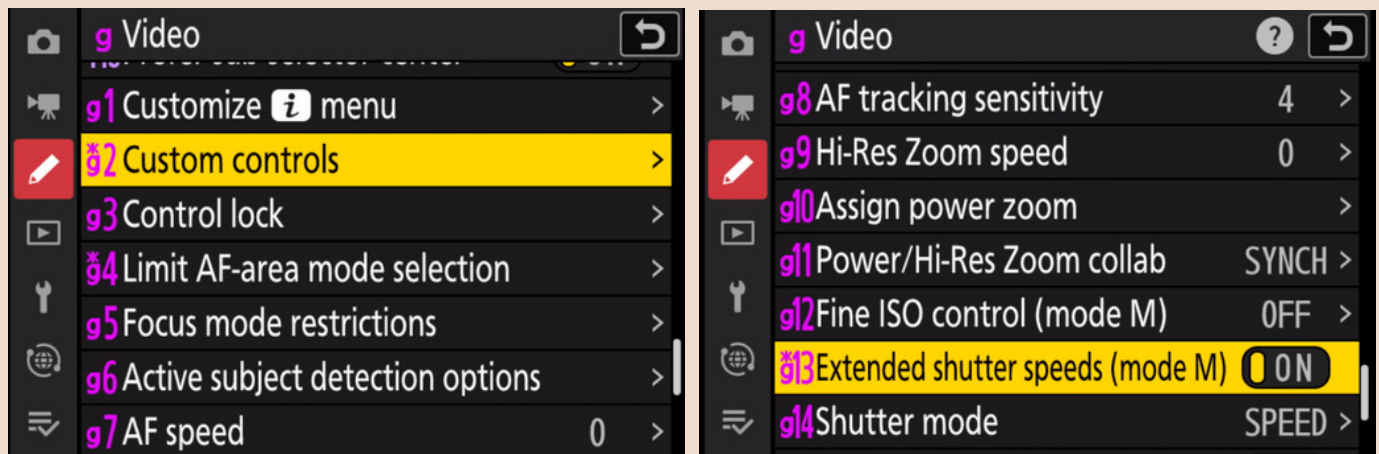 g Video
g1 Customize i menu
*g2 Custom controls
g3 Control lock
*g4 Limit AF-area mode selection
g5 Focus mode restrictions
g6 Active subject detection options
g7 AF speed 0
g Video ?
g8 AF tracking sensitivity 4
g9 Hi-Res Zoom speed 0
g10 Assign power zoom
g11 Power/Hi-Res Zoom collab SYNCH
g12 Fine ISO control (mode M) OFF
*g13 Extended shutter speeds (mode M) ON
g14 Shutter mode SPEED